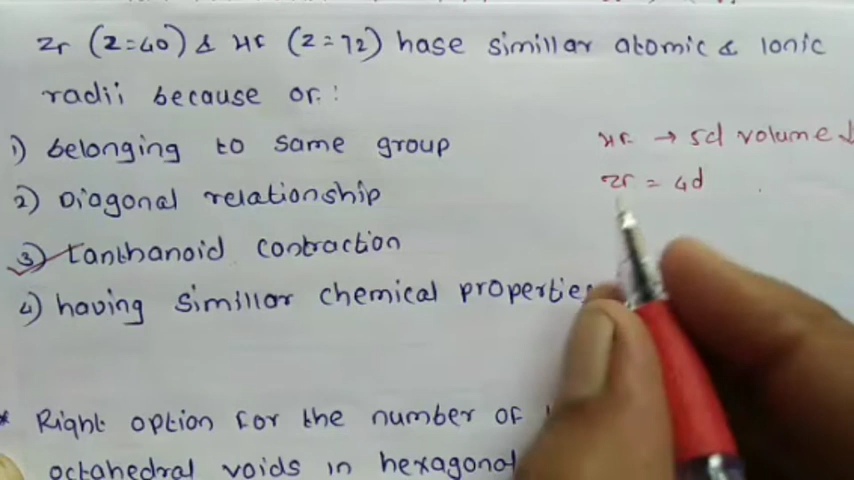 Zr (Z=40) & Hf (Z=72) hase simillar atomic & Ionic
radii because of:
1) belonging to same group
2) Diagonal relationship
3) Lanthanoid contraction
4) having simillar chemical properties
Hf → 5d volume ↓
Zr = 4d
* Right option for the number of
octahedral voids in hexagonal